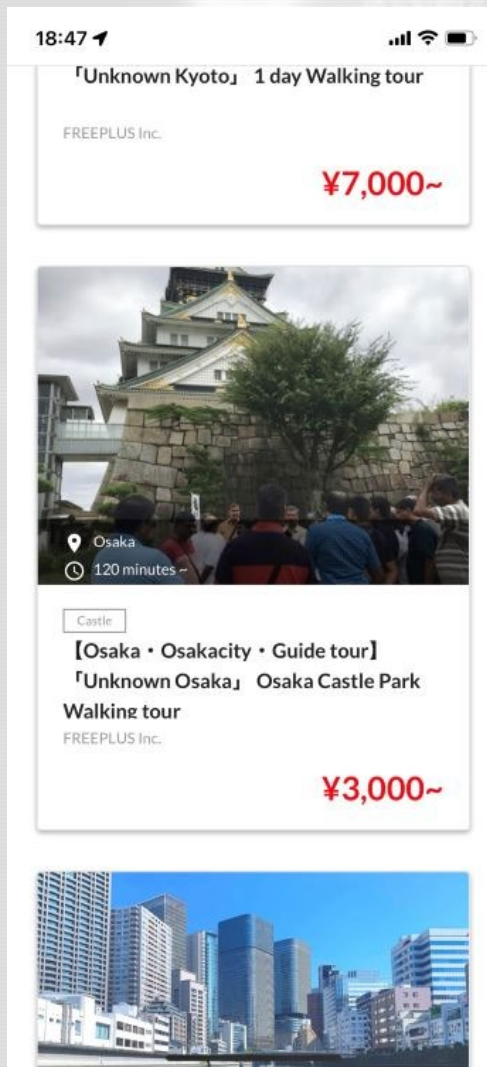 18:47
「Unknown Kyoto」 1 day Walking tour
FREEPLUS Inc.
¥7,000~
Osaka
120 minutes ~
Castle
【Osaka・Osakacity・Guide tour】
「Unknown Osaka」 Osaka Castle Park
Walking tour
FREEPLUS Inc.
¥3,000~